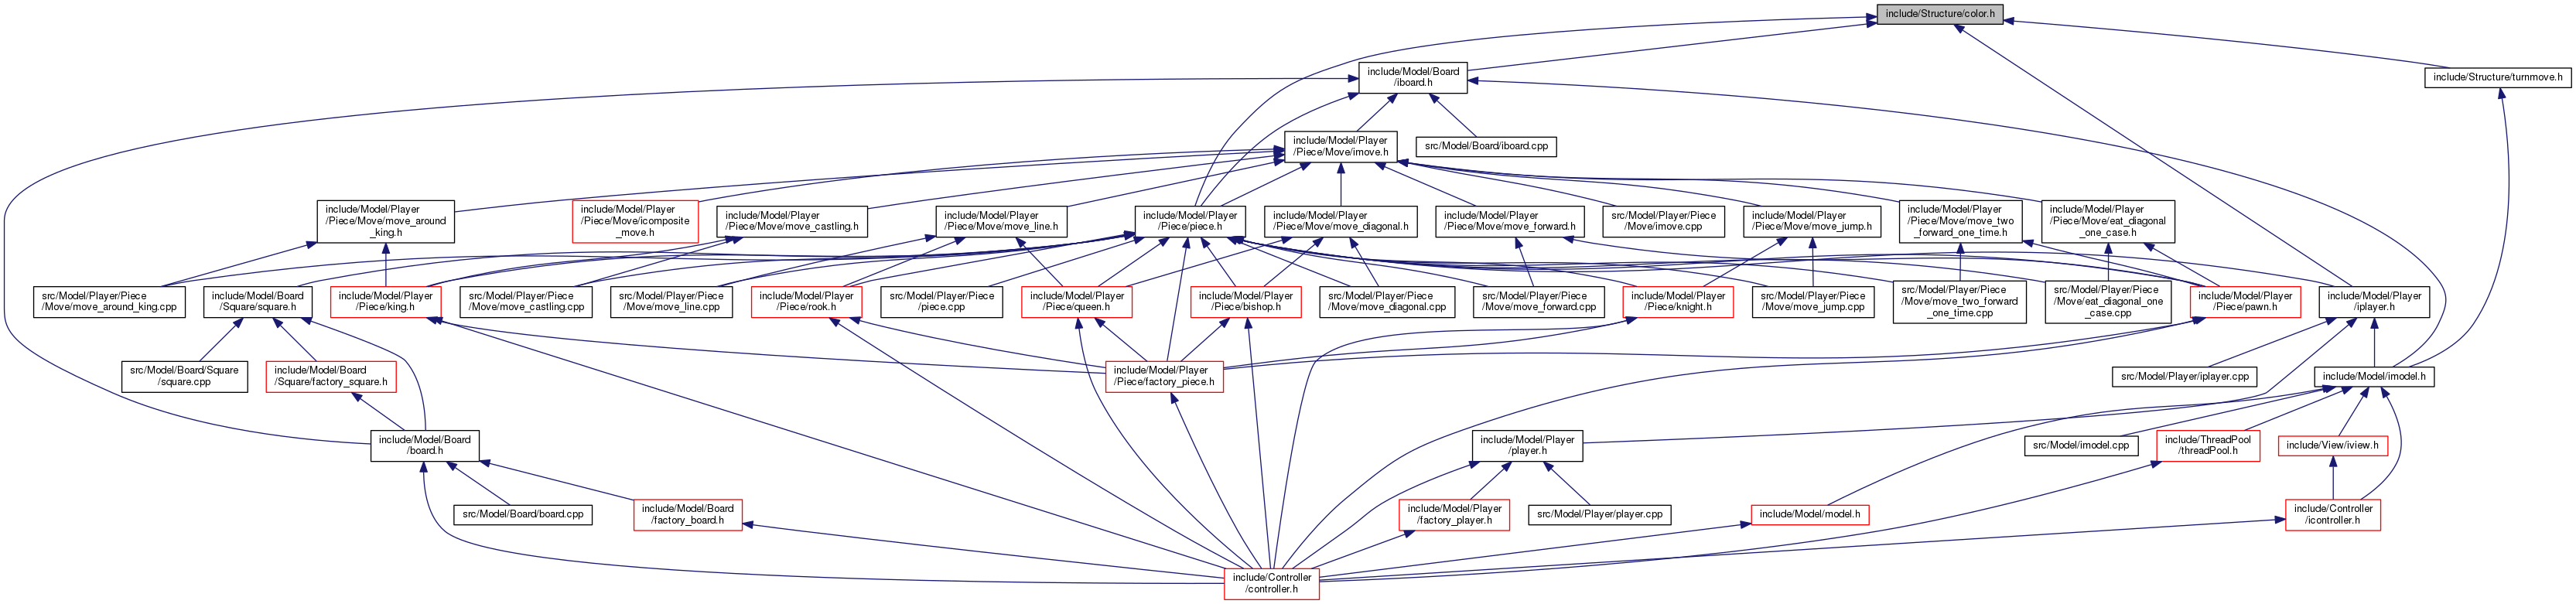 include/Structure/color.h
include/Model/Board
/iboard.h
include/Structure/turnmove.h
include/Model/Player
/Piece/Move/imove.h
src/Model/Board/iboard.cpp
include/Model/Player
/Piece/Move/move_around
_king.h
include/Model/Player
/Piece/Move/icomposite
_move.h
include/Model/Player
/Piece/Move/move_castling.h
include/Model/Player
/Piece/Move/move_line.h
include/Model/Player
/Piece/piece.h
include/Model/Player
/Piece/Move/move_diagonal.h
include/Model/Player
/Piece/Move/move_forward.h
src/Model/Player/Piece
/Move/imove.cpp
include/Model/Player
/Piece/Move/move_jump.h
include/Model/Player
/Piece/Move/move_two
_forward_one_time.h
include/Model/Player
/Piece/Move/eat_diagonal
_one_case.h
src/Model/Player/Piece
/Move/move_around_king.cpp
include/Model/Board
/Square/square.h
include/Model/Player
/Piece/king.h
src/Model/Player/Piece
/Move/move_castling.cpp
src/Model/Player/Piece
/Move/move_line.cpp
include/Model/Player
/Piece/rook.h
src/Model/Player/Piece
/piece.cpp
include/Model/Player
/Piece/queen.h
include/Model/Player
/Piece/bishop.h
src/Model/Player/Piece
/Move/move_diagonal.cpp
src/Model/Player/Piece
/Move/move_forward.cpp
include/Model/Player
/Piece/knight.h
src/Model/Player/Piece
/Move/move_jump.cpp
src/Model/Player/Piece
/Move/move_two_forward
_one_time.cpp
src/Model/Player/Piece
/Move/eat_diagonal_one
_case.cpp
include/Model/Player
/Piece/pawn.h
include/Model/Player
/iplayer.h
src/Model/Board/Square
/square.cpp
include/Model/Board
/Square/factory_square.h
include/Model/Player
/Piece/factory_piece.h
src/Model/Player/iplayer.cpp
include/Model/imodel.h
include/Model/Board
/board.h
include/Model/Player
/player.h
src/Model/imodel.cpp
include/ThreadPool
/threadPool.h
include/View/iview.h
src/Model/Board/board.cpp
include/Model/Board
/factory_board.h
include/Model/Player
/factory_player.h
src/Model/Player/player.cpp
include/Model/model.h
include/Controller
/icontroller.h
include/Controller
/controller.h